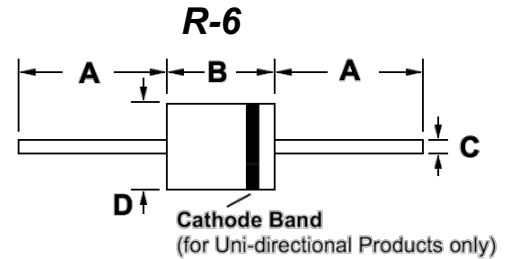 R-6
A B A
C
D
Cathode Band
(for Uni-directional Products only)